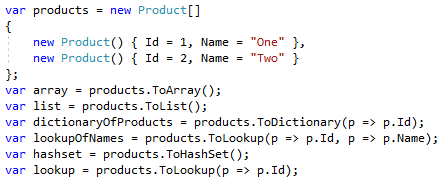 var products = new Product[]
{
    new Product() { Id = 1, Name = "One" },
    new Product() { Id = 2, Name = "Two" }
};
var array = products.ToArray();
var list = products.ToList();
var dictionaryOfProducts = products.ToDictionary(p => p.Id);
var lookupOfNames = products.ToLookup(p => p.Id, p => p.Name);
var hashset = products.ToHashSet();
var lookup = products.ToLookup(p => p.Id);